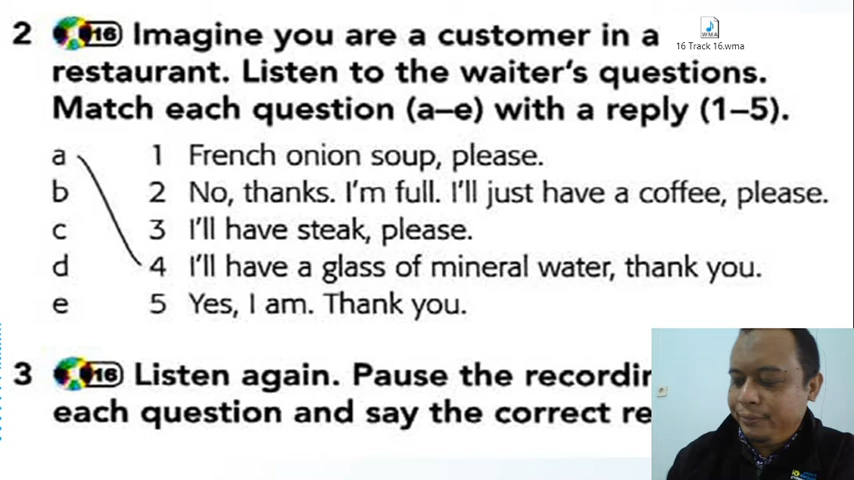 2 16 Imagine you are a customer in a
restaurant. Listen to the waiter's questions.
Match each question (a–e) with a reply (1–5).
16 Track 16.wma
a 1 French onion soup, please.
b 2 No, thanks. I'm full. I'll just have a coffee, please.
c 3 I'll have steak, please.
d 4 I'll have a glass of mineral water, thank you.
e 5 Yes, I am. Thank you.
3 16 Listen again. Pause the
each question and say the correct